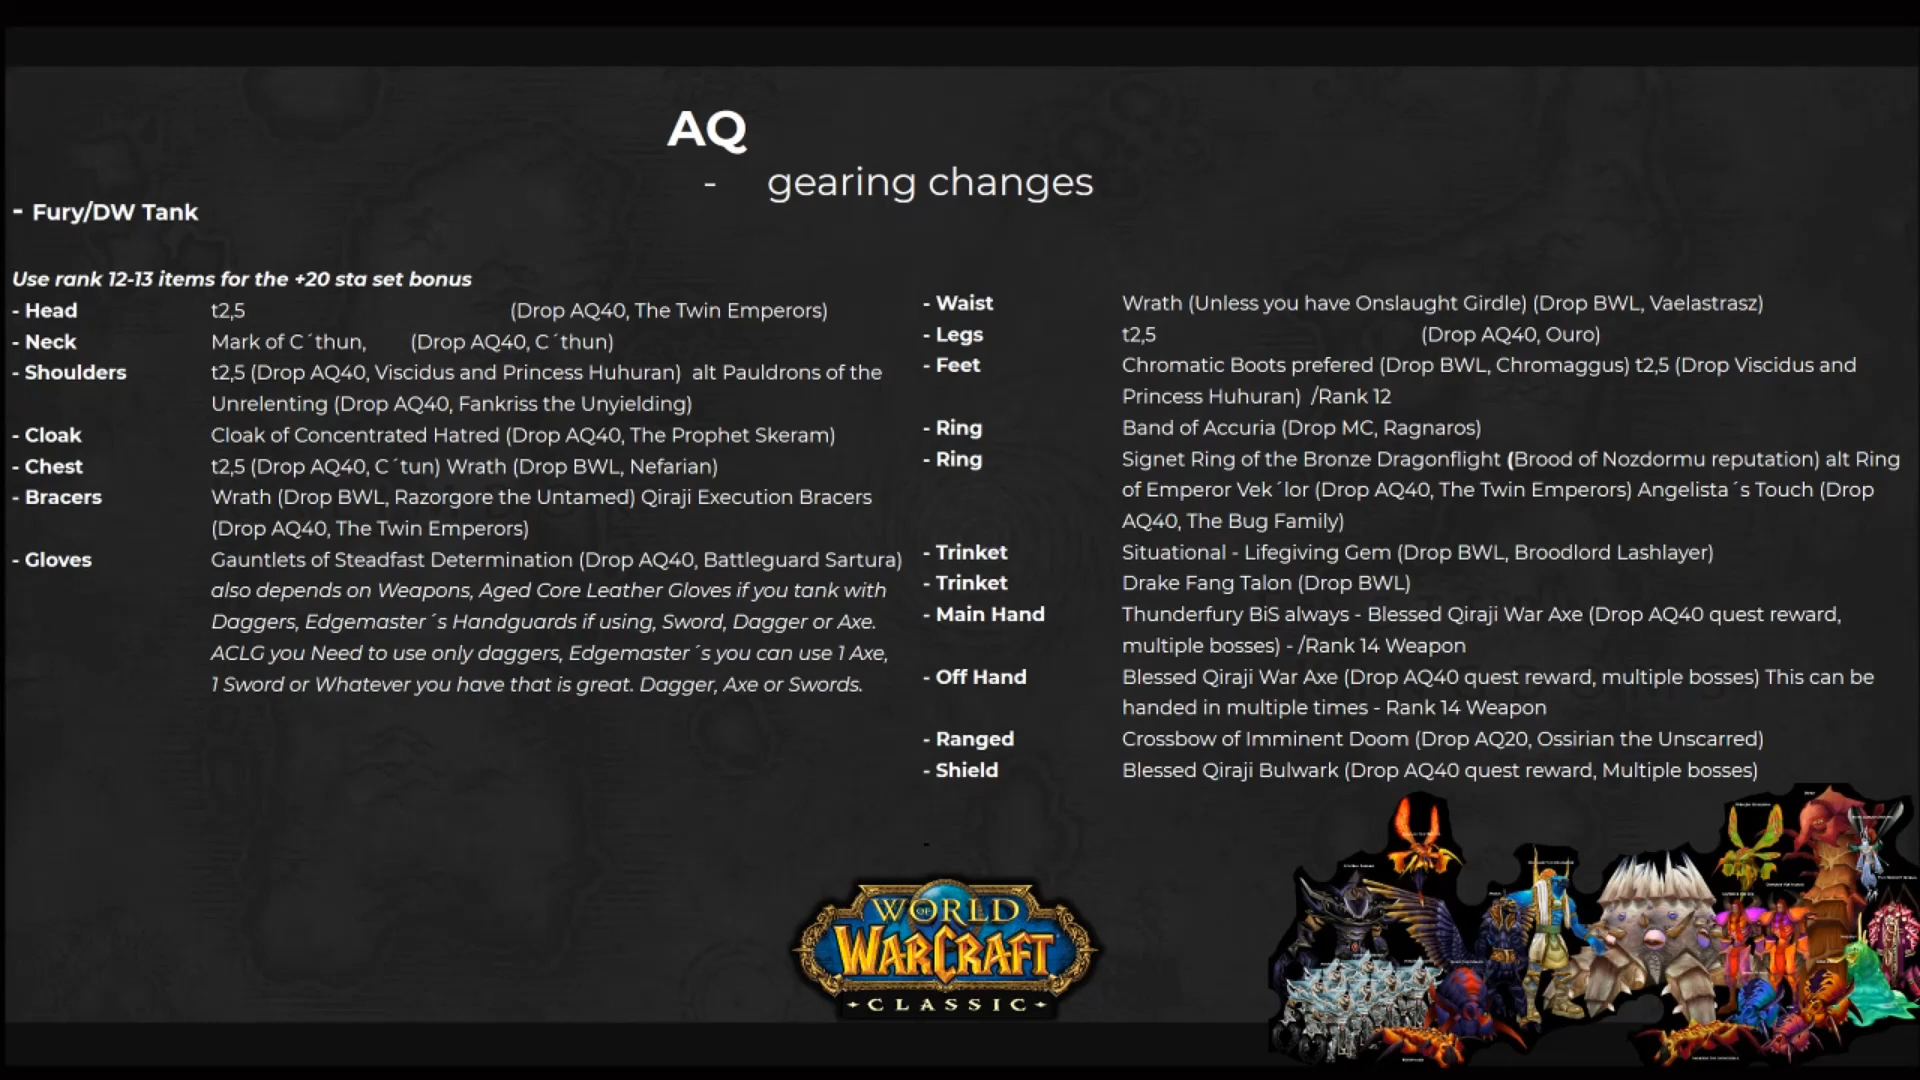 AQ
- gearing changes
- Fury/DW Tank
Use rank 12-13 items for the +20 sta set bonus
- Head t2,5 (Drop AQ40, The Twin Emperors)
- Neck Mark of C´thun, (Drop AQ40, C´thun)
- Shoulders t2,5 (Drop AQ40, Viscidus and Princess Huhuran) alt Pauldrons of the
Unrelenting (Drop AQ40, Fankriss the Unyielding)
- Cloak Cloak of Concentrated Hatred (Drop AQ40, The Prophet Skeram)
- Chest t2,5 (Drop AQ40, C´tun) Wrath (Drop BWL, Nefarian)
- Bracers Wrath (Drop BWL, Razorgore the Untamed) Qiraji Execution Bracers
(Drop AQ40, The Twin Emperors)
- Gloves Gauntlets of Steadfast Determination (Drop AQ40, Battleguard Sartura)
also depends on Weapons, Aged Core Leather Gloves if you tank with
Daggers, Edgemaster´s Handguards if using, Sword, Dagger or Axe.
ACLG you Need to use only daggers, Edgemaster´s you can use 1 Axe,
1 Sword or Whatever you have that is great. Dagger, Axe or Swords.
- Waist Wrath (Unless you have Onslaught Girdle) (Drop BWL, Vaelastrasz)
- Legs t2,5 (Drop AQ40, Ouro)
- Feet Chromatic Boots prefered (Drop BWL, Chromaggus) t2,5 (Drop Viscidus and
Princess Huhuran) /Rank 12
- Ring Band of Accuria (Drop MC, Ragnaros)
- Ring Signet Ring of the Bronze Dragonflight (Brood of Nozdormu reputation) alt Ring
of Emperor Vek´lor (Drop AQ40, The Twin Emperors) Angelista´s Touch (Drop
AQ40, The Bug Family)
- Trinket Situational - Lifegiving Gem (Drop BWL, Broodlord Lashlayer)
- Trinket Drake Fang Talon (Drop BWL)
- Main Hand Thunderfury BiS always - Blessed Qiraji War Axe (Drop AQ40 quest reward,
multiple bosses) - /Rank 14 Weapon
- Off Hand Blessed Qiraji War Axe (Drop AQ40 quest reward, multiple bosses) This can be
handed in multiple times - Rank 14 Weapon
- Ranged Crossbow of Imminent Doom (Drop AQ20, Ossirian the Unscarred)
- Shield Blessed Qiraji Bulwark (Drop AQ40 quest reward, Multiple bosses)
WORLD
OF
WARCRAFT
CLASSIC